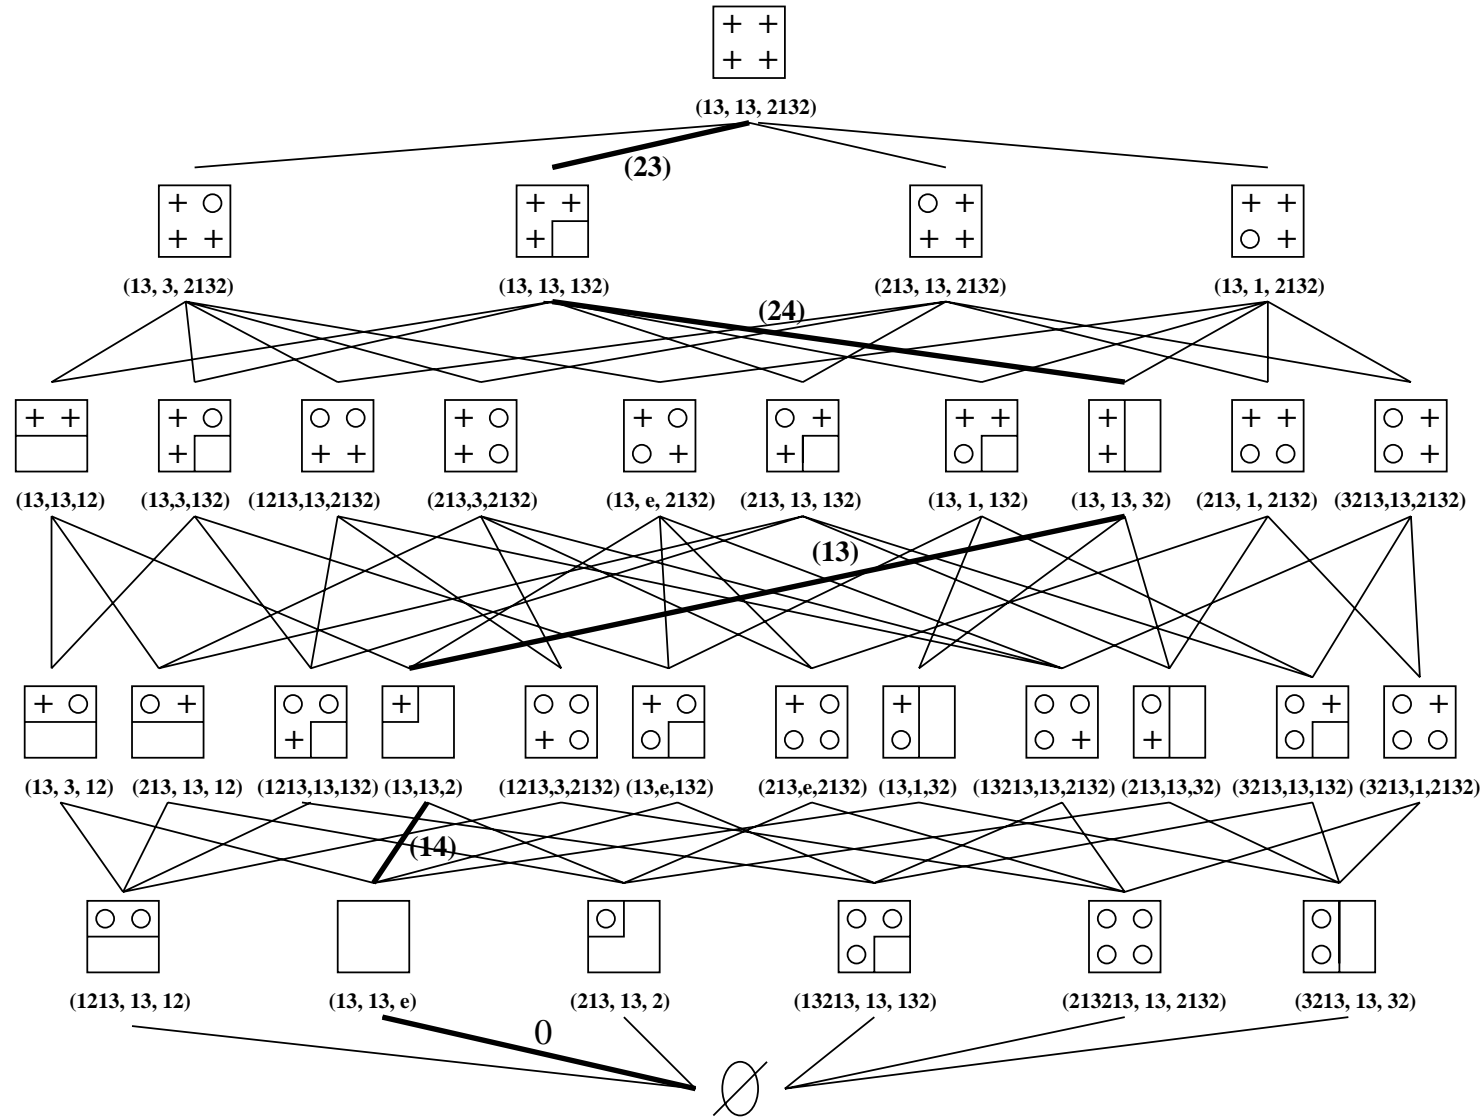 + +
+ +
(13, 13, 2132)
(23)
+ ○ + + ○ + + +
+ + + + + ○ +
(13, 3, 2132) (13, 13, 132) (213, 13, 2132) (13, 1, 2132)
(24)
+ + + ○ ○ ○ + ○ + ○ ○ + + + + + + ○ +
+ + + + ○ ○ + + ○ + ○ ○ ○ +
(13,13,12) (13,3,132) (1213,13,2132) (213,3,2132) (13, e, 2132) (213, 13, 132) (13, 1, 132) (13, 13, 32) (213, 1, 2132) (3213,13,2132)
(13)
+ ○ ○ + ○ ○ + ○ ○ + ○ + ○ + ○ ○ ○ ○ + ○ +
+ + ○ ○ ○ ○ ○ ○ + + ○ ○ ○
(13, 3, 12) (213, 13, 12) (1213,13,132) (13,13,2) (1213,3,2132) (13,e,132) (213,e,2132) (13,1,32) (13213,13,2132) (213,13,32) (3213,13,132) (3213,1,2132)
(14)
○ ○ ○ ○ ○ ○ ○ ○
○ ○ ○ ○
(1213, 13, 12) (13, 13, e) (213, 13, 2) (13213, 13, 132) (213213, 13, 2132) (3213, 13, 32)
0
∅